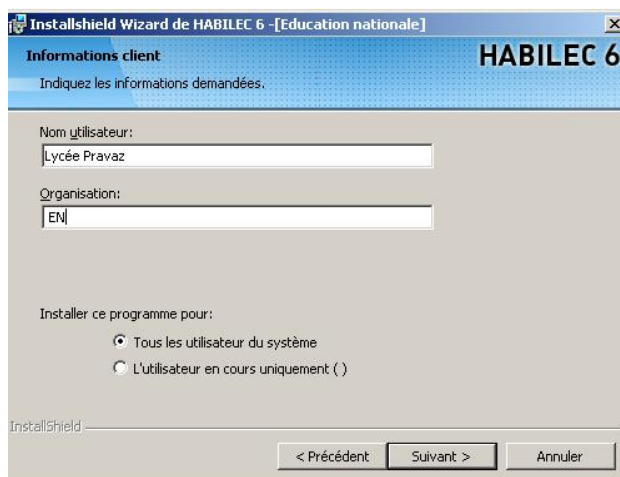 Installshield Wizard de HABILEC 6 -[Education nationale]
Informations client
HABILEC 6
Indiquez les informations demandées.
Nom utilisateur:
Lycée Pravaz
Organisation:
EN
Installer ce programme pour:
Tous les utilisateur du système
L'utilisateur en cours uniquement ( )
InstallShield
< Précédent
Suivant >
Annuler